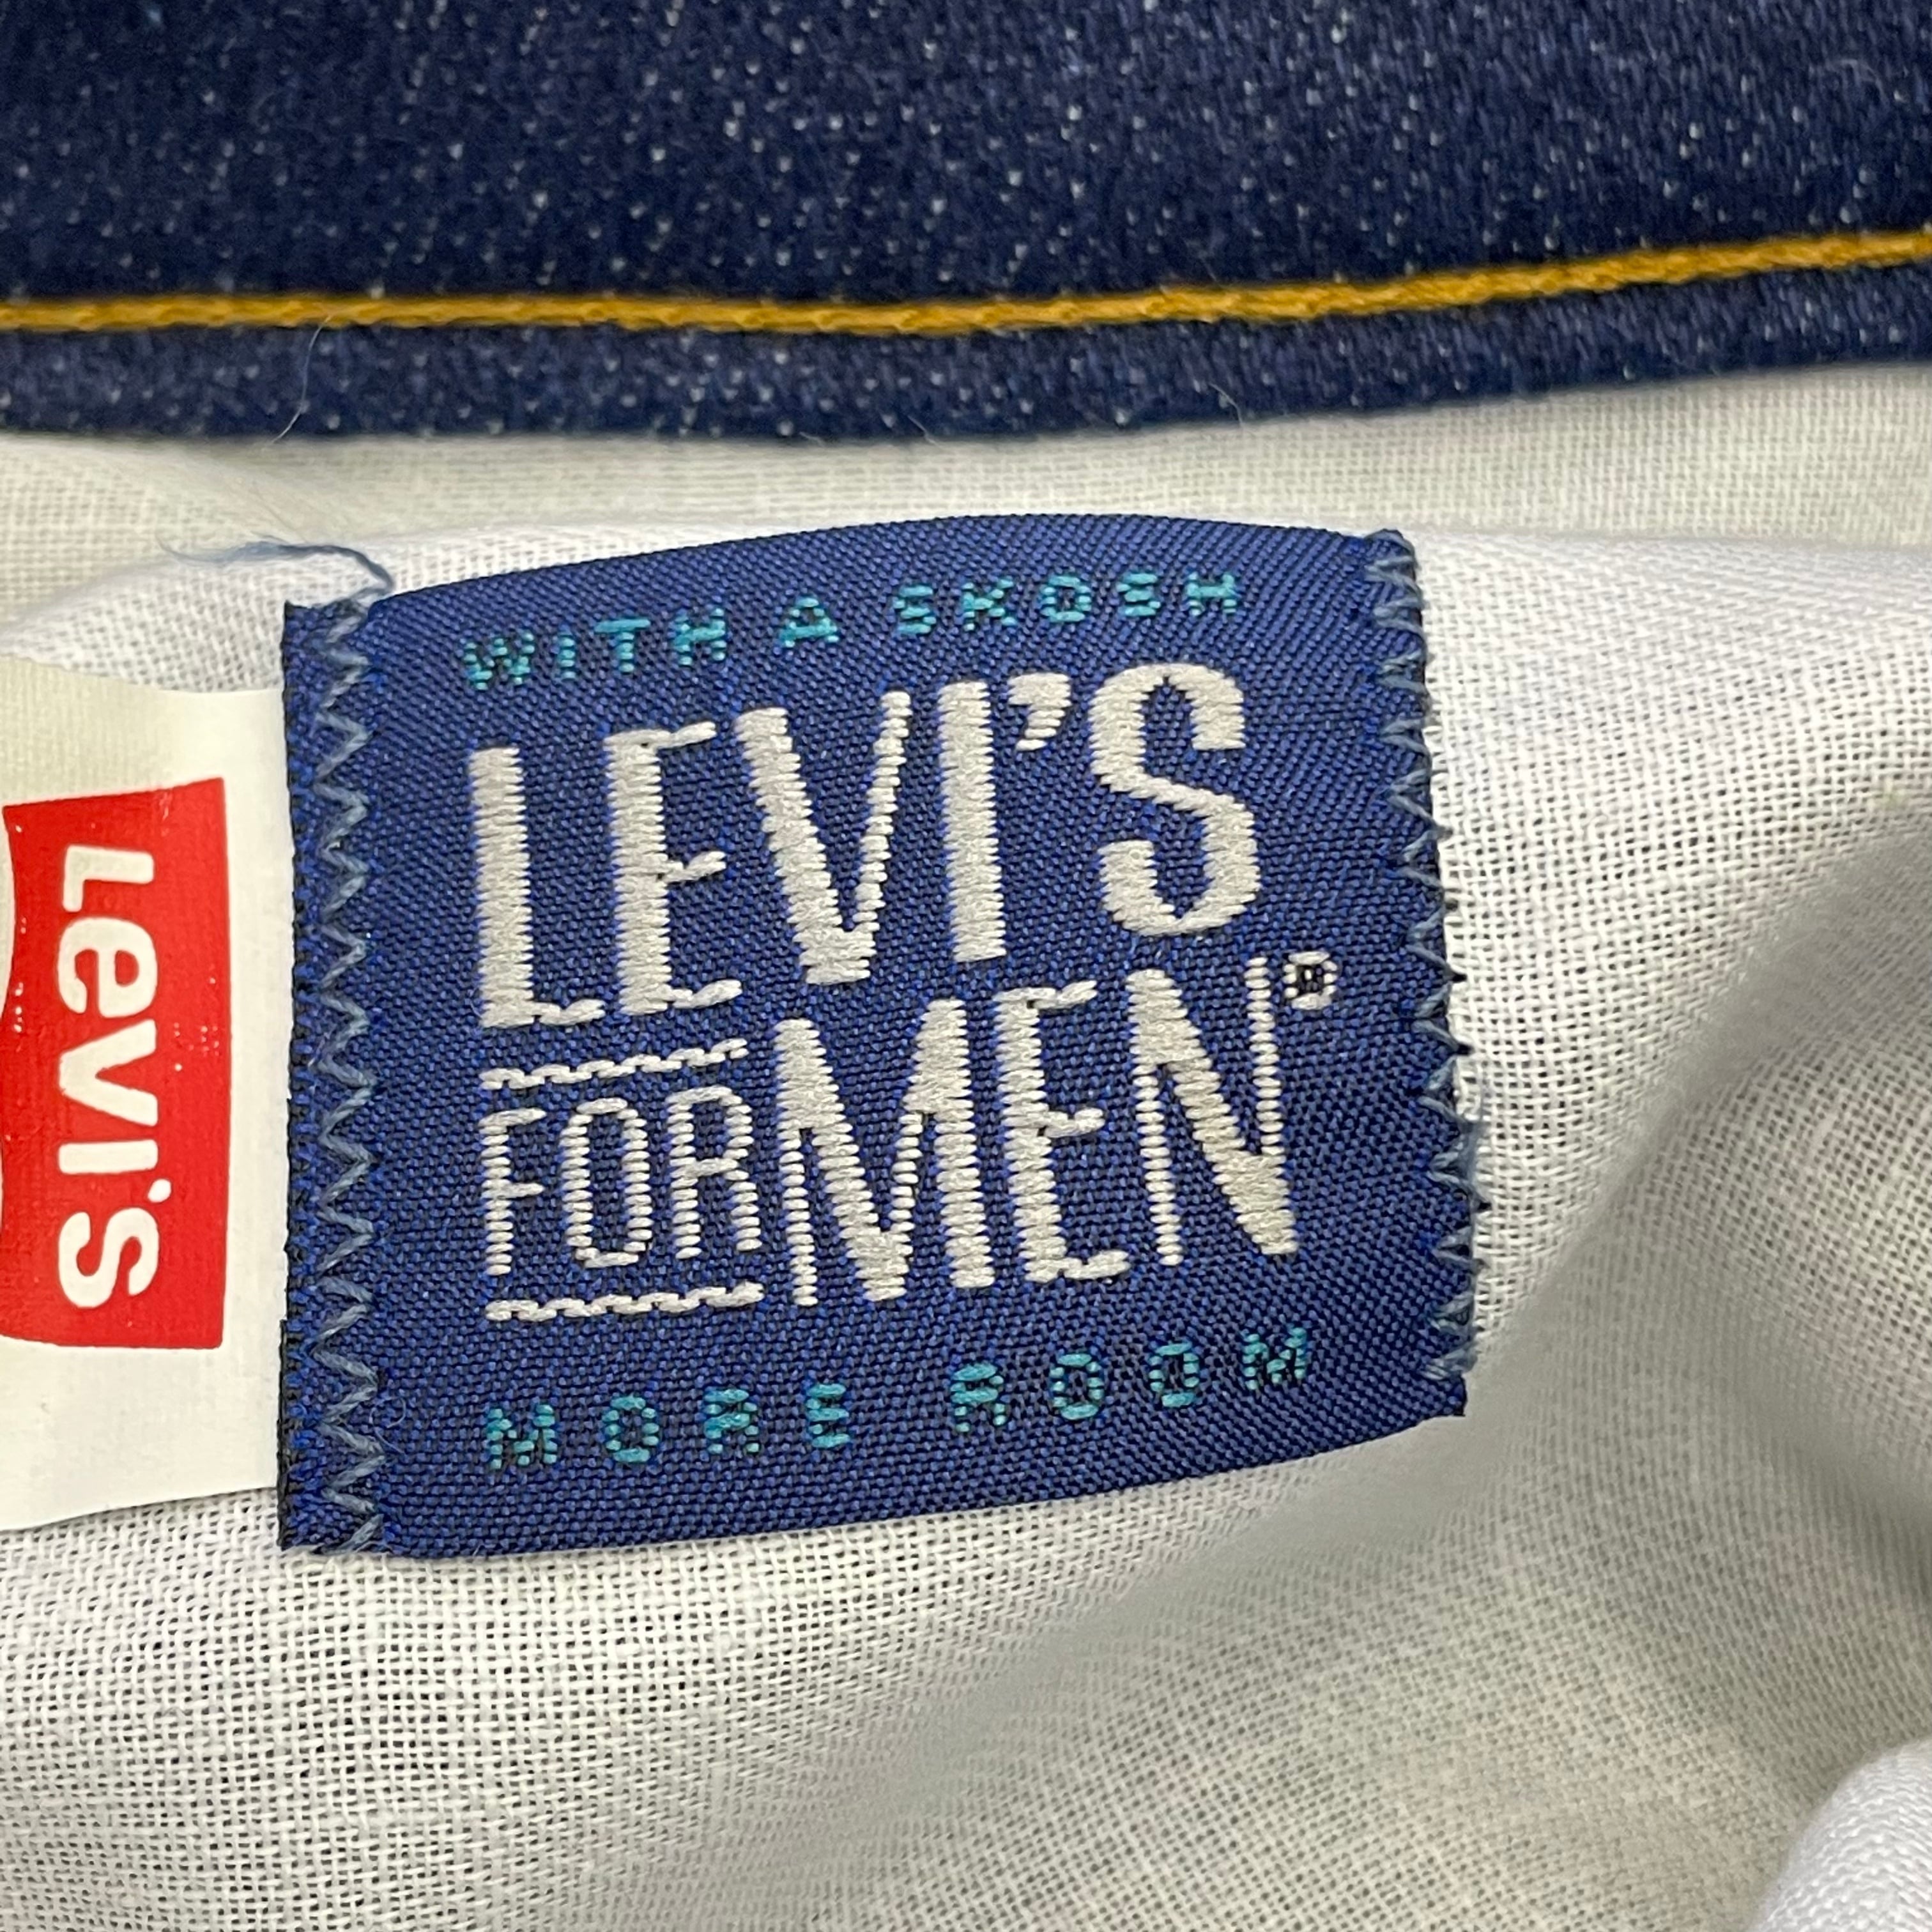 WITH A SKOSH
LEVI'S
FOR MEN®
MORE ROOM
Levi's